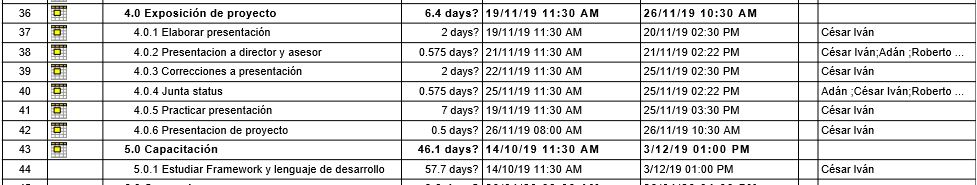 36 4.0 Exposición de proyecto 6.4 days? 19/11/19 11:30 AM 26/11/19 10:30 AM
37 4.0.1 Elaborar presentación 2 days? 19/11/19 11:30 AM 20/11/19 02:30 PM César Iván
38 4.0.2 Presentacion a director y asesor 0.575 days? 21/11/19 11:30 AM 21/11/19 02:22 PM César Iván;Adán ;Roberto ...
39 4.0.3 Correcciones a presentación 2 days? 22/11/19 11:30 AM 25/11/19 02:30 PM César Iván
40 4.0.4 Junta status 0.575 days? 25/11/19 11:30 AM 25/11/19 02:22 PM Adán ;César Iván;Roberto ...
41 4.0.5 Practicar presentación 7 days? 19/11/19 11:30 AM 25/11/19 03:30 PM César Iván
42 4.0.6 Presentacion de proyecto 0.5 days? 26/11/19 08:00 AM 26/11/19 10:30 AM César Iván
43 5.0 Capacitación 46.1 days? 14/10/19 11:30 AM 3/12/19 01:00 PM
44 5.0.1 Estudiar Framework y lenguaje de desarrollo 57.7 days? 14/10/19 11:30 AM 3/12/19 01:00 PM César Iván